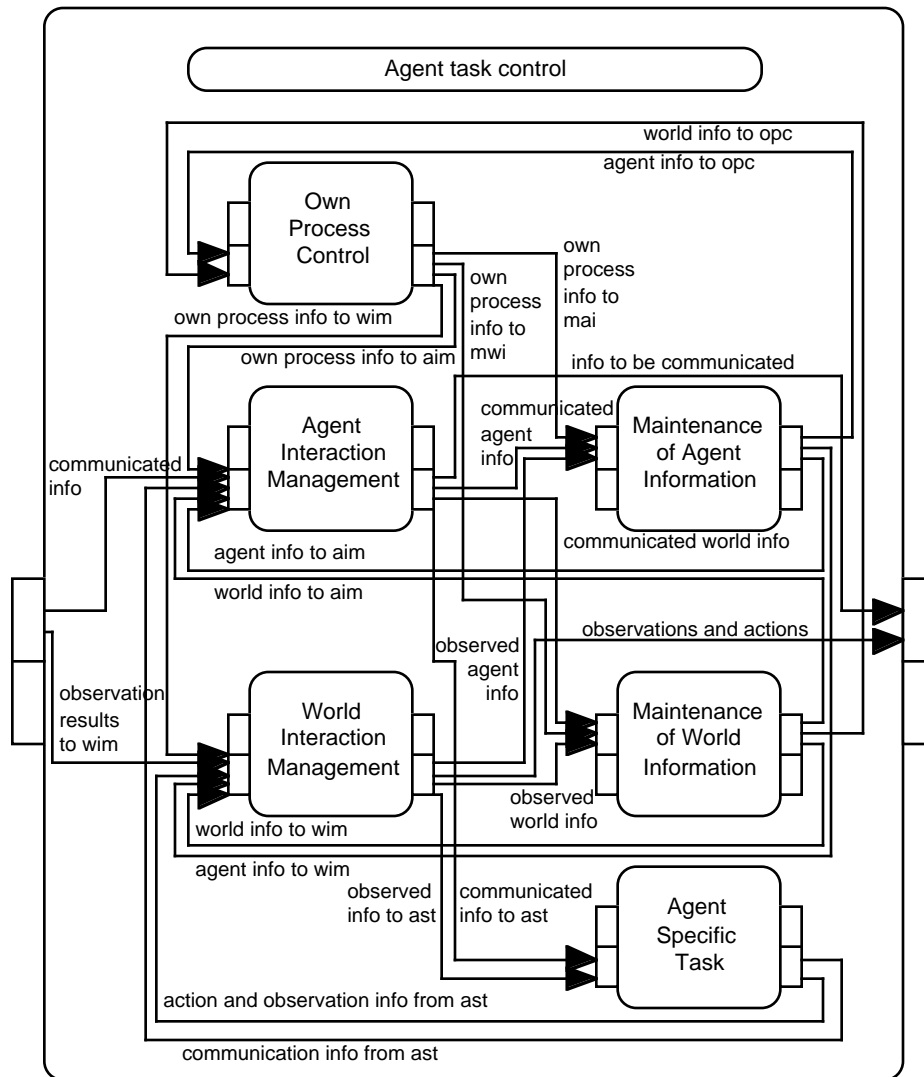 Agent task control
world info to opc
agent info to opc
Own
Process
Control
own
process
info to
mai
own
process
info to
mwi
own process info to wim
own process info to aim
info to be communicated
Agent
Interaction
Management
communicated
agent
info
Maintenance
of Agent
Information
communicated
info
agent info to aim
communicated world info
world info to aim
observations and actions
observed
agent
info
observation
results
to wim
World
Interaction
Management
Maintenance
of World
Information
observed
world info
world info to wim
agent info to wim
observed
info to ast
communicated
info to ast
Agent
Specific
Task
action and observation info from ast
communication info from ast